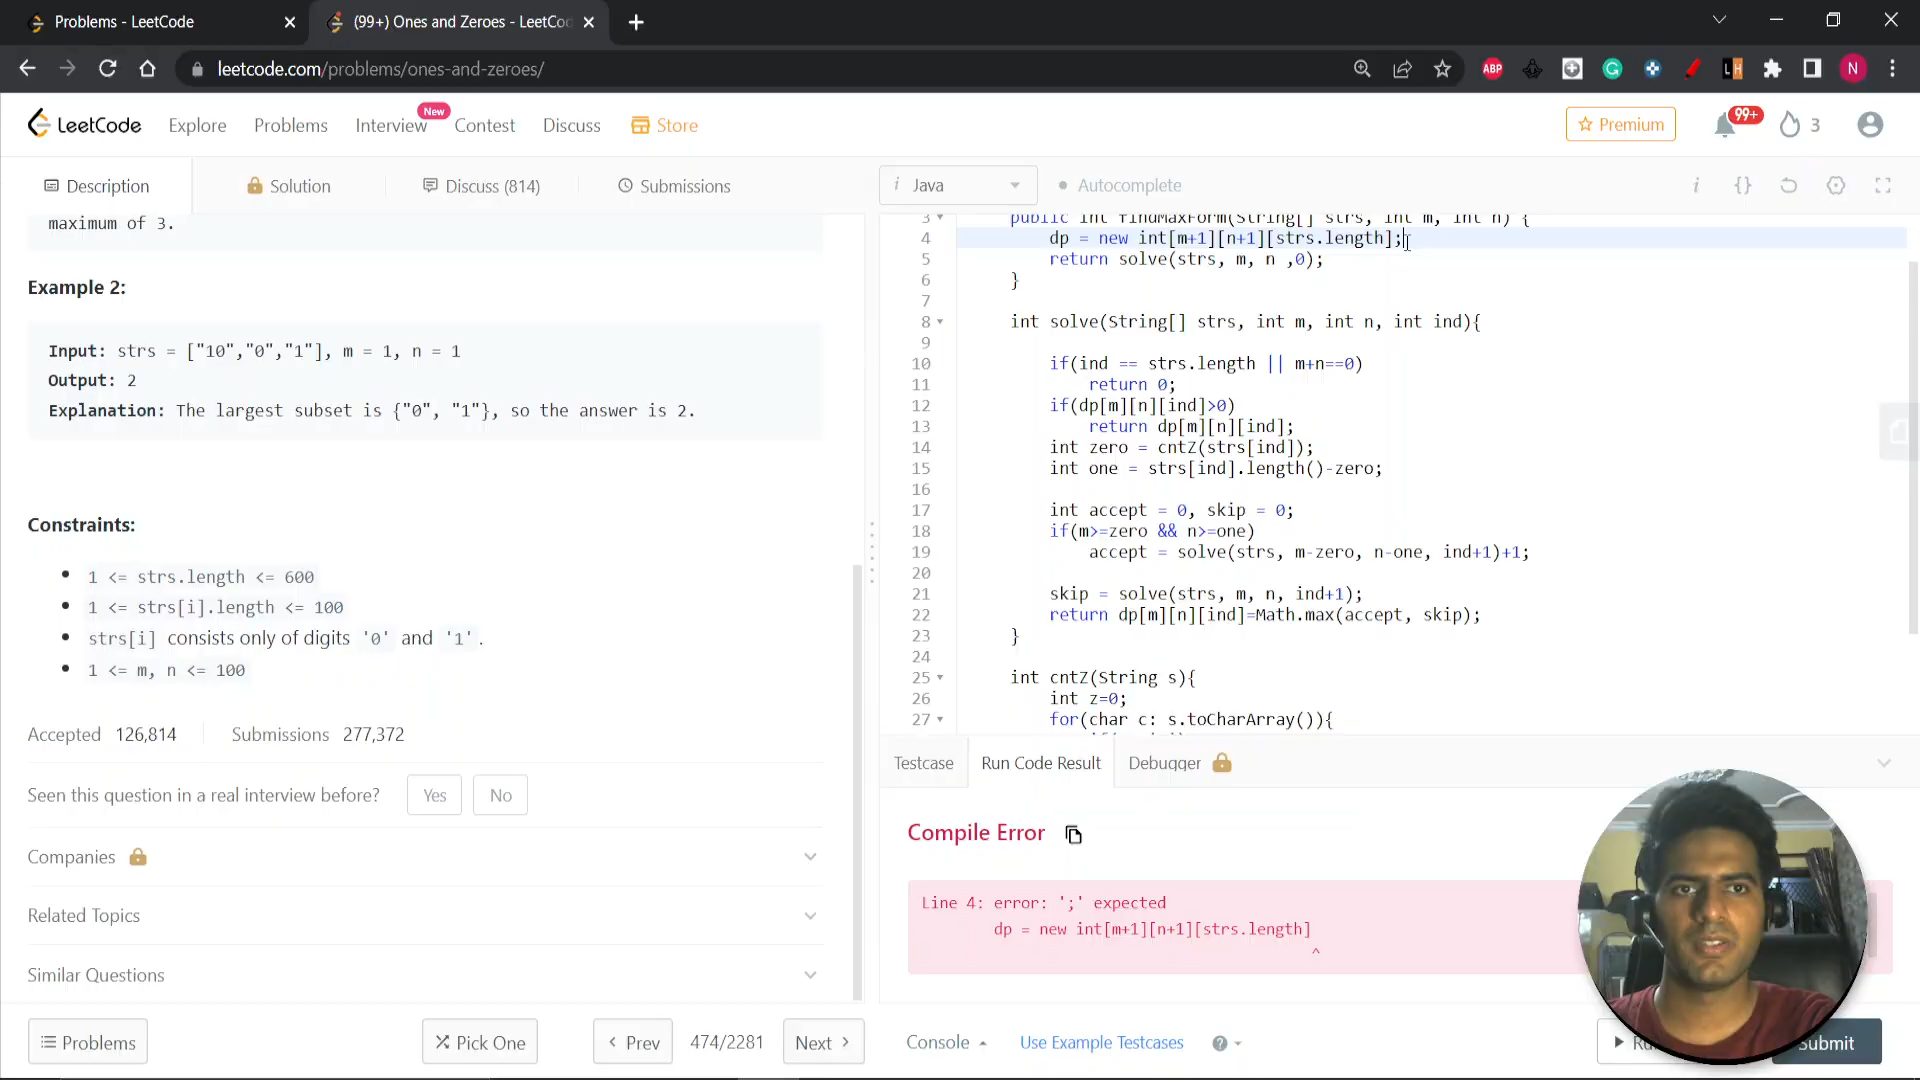 Problems - LeetCode
(99+) Ones and Zeroes - LeetCo
leetcode.com/problems/ones-and-zeroes/
ABP
G
LH
N
LeetCode
Explore
Problems
Interview
New
Contest
Discuss
Store
Premium
99+
3
Description
Solution
Discuss (814)
Submissions
i Java
Autocomplete
i
{}
maximum of 3.
Example 2:
Input: strs = ["10","0","1"], m = 1, n = 1
Output: 2
Explanation: The largest subset is {"0", "1"}, so the answer is 2.
Constraints:
1 <= strs.length <= 600
1 <= strs[i].length <= 100
strs[i] consists only of digits '0' and '1'.
1 <= m, n <= 100
Accepted 126,814
Submissions 277,372
Seen this question in a real interview before?
Yes
No
Companies
Related Topics
Similar Questions
Problems
Pick One
Prev
474/2281
Next
3 public int findMaxForm(String[] strs, int m, int n) {
4 dp = new int[m+1][n+1][strs.length];
5 return solve(strs, m, n ,0);
6 }
7
8 int solve(String[] strs, int m, int n, int ind){
9
10 if(ind == strs.length || m+n==0)
11 return 0;
12 if(dp[m][n][ind]>0)
13 return dp[m][n][ind];
14 int zero = cntZ(strs[ind]);
15 int one = strs[ind].length()-zero;
16
17 int accept = 0, skip = 0;
18 if(m>=zero && n>=one)
19 accept = solve(strs, m-zero, n-one, ind+1)+1;
20
21 skip = solve(strs, m, n, ind+1);
22 return dp[m][n][ind]=Math.max(accept, skip);
23 }
24
25 int cntZ(String s){
26 int z=0;
27 for(char c: s.toCharArray()){
Testcase
Run Code Result
Debugger
Compile Error
Line 4: error: ';' expected
dp = new int[m+1][n+1][strs.length]
^
Console
Use Example Testcases
?
Submit